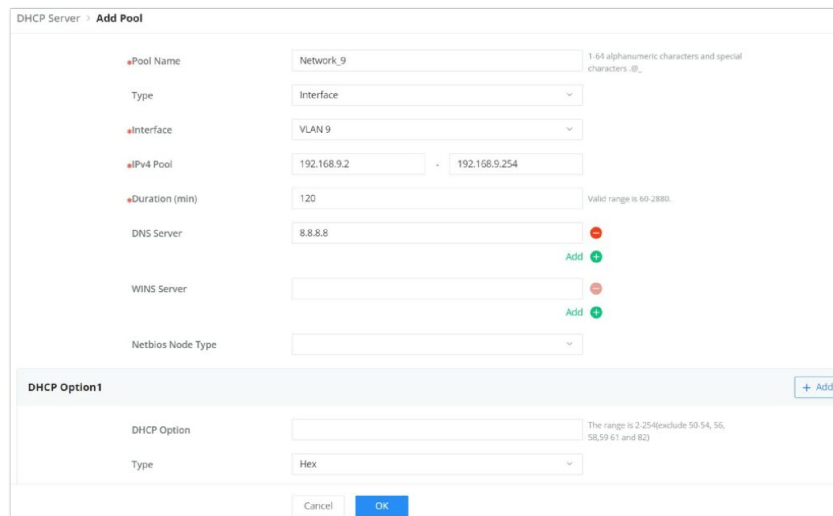 DHCP Server > Add Pool
*Pool Name Network_9 1-64 alphanumeric characters and special
characters .@_
Type Interface
*Interface VLAN 9
*IPv4 Pool 192.168.9.2 - 192.168.9.254
*Duration (min) 120 Valid range is 60-2880.
DNS Server 8.8.8.8
Add
WINS Server
Add
Netbios Node Type
DHCP Option1 + Add
DHCP Option The range is 2-254(exclude 50-54, 56,
58,59 61 and 82)
Type Hex
Cancel OK